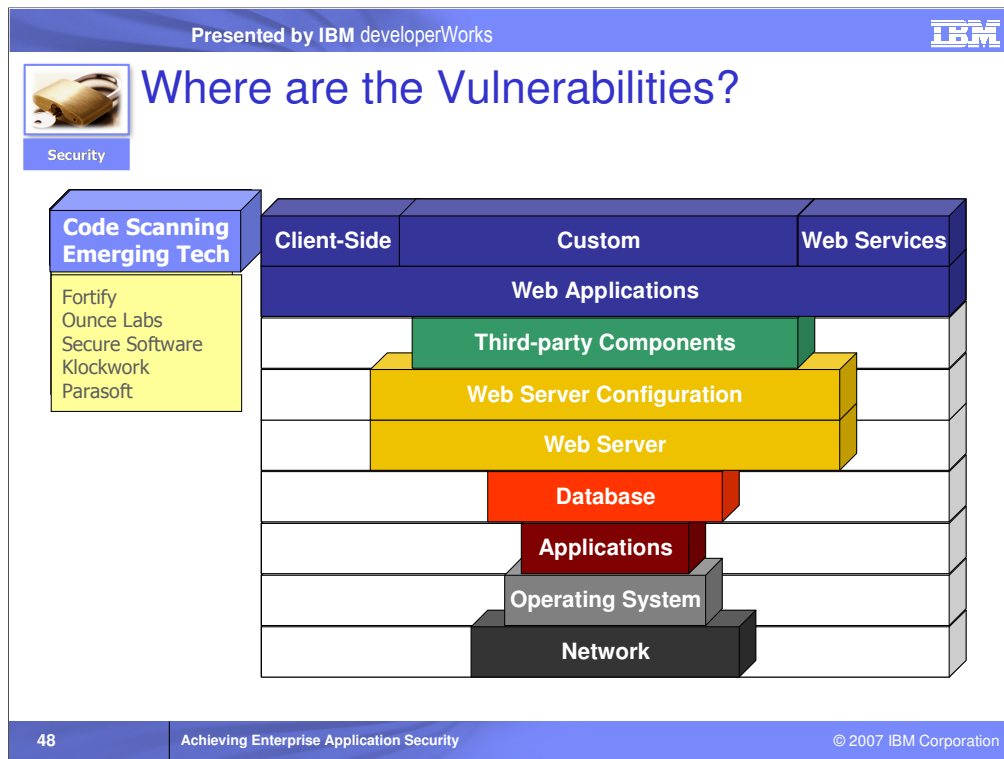 Presented by IBM developerWorks
IBM
Where are the Vulnerabilities?
Security
Code Scanning
Emerging Tech
Fortify
Ounce Labs
Secure Software
Klockwork
Parasoft
Client-Side
Custom
Web Services
Web Applications
Third-party Components
Web Server Configuration
Web Server
Database
Applications
Operating System
Network
48
Achieving Enterprise Application Security
© 2007 IBM Corporation